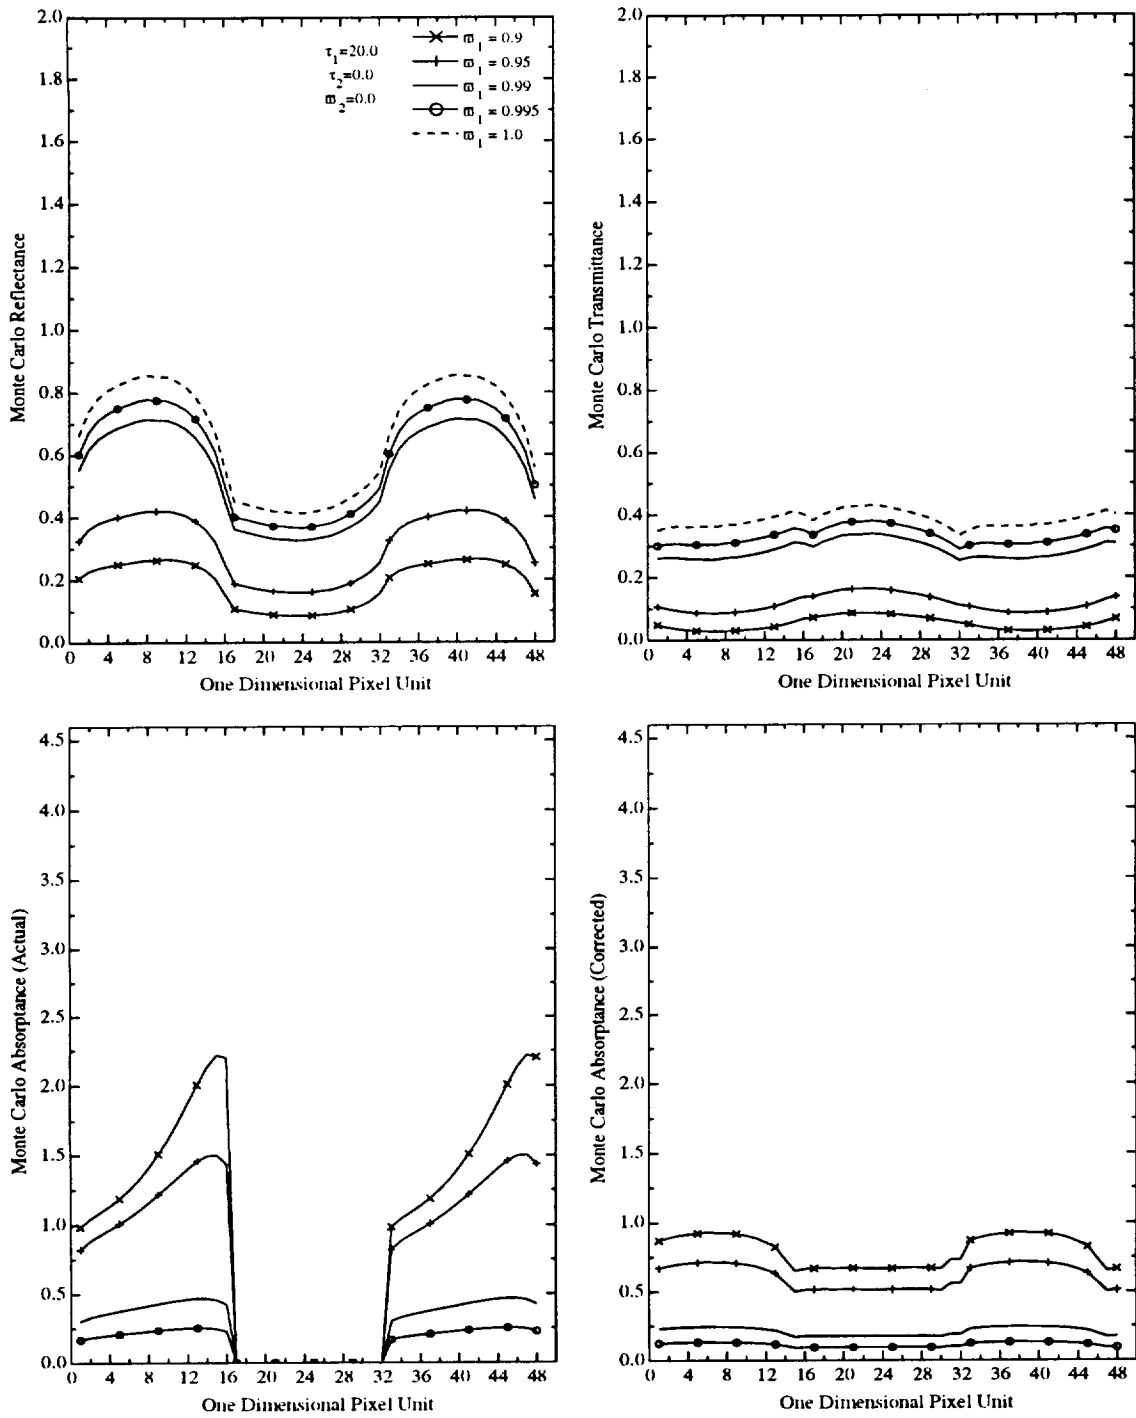 τ1=20.0
τ2=0.0
ϖ2=0.0
ϖ1 = 0.9
ϖ1 = 0.95
ϖ1 = 0.99
ϖ1 = 0.995
ϖ1 = 1.0
Monte Carlo Reflectance
2.0
1.8
1.6
1.4
1.2
1.0
0.8
0.6
0.4
0.2
0.0
0 4 8 12 16 20 24 28 32 36 40 44 48
One Dimensional Pixel Unit
Monte Carlo Transmittance
2.0
1.8
1.6
1.4
1.2
1.0
0.8
0.6
0.4
0.2
0.0
0 4 8 12 16 20 24 28 32 36 40 44 48
One Dimensional Pixel Unit
Monte Carlo Absorptance (Actual)
4.5
4.0
3.5
3.0
2.5
2.0
1.5
1.0
0.5
0.0
0 4 8 12 16 20 24 28 32 36 40 44 48
One Dimensional Pixel Unit
Monte Carlo Absorptance (Corrected)
4.5
4.0
3.5
3.0
2.5
2.0
1.5
1.0
0.5
0.0
0 4 8 12 16 20 24 28 32 36 40 44 48
One Dimensional Pixel Unit